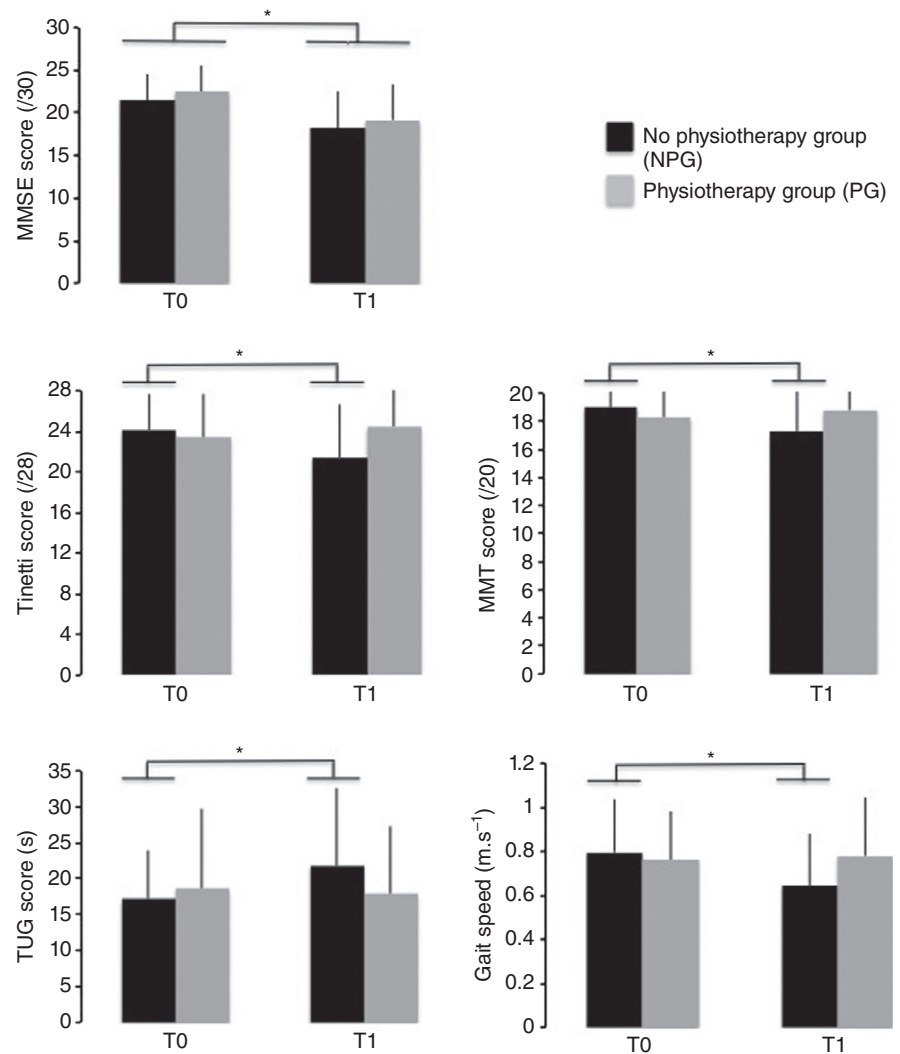 *
30
25
20
15
10
5
0
MMSE score (/30)
T0
T1
No physiotherapy group
(NPG)
Physiotherapy group (PG)
*
28
24
20
16
12
8
4
0
Tinetti score (/28)
T0
T1
*
20
18
16
14
12
10
8
6
4
2
0
MMT score (/20)
T0
T1
*
35
30
25
20
15
10
5
0
TUG score (s)
T0
T1
*
1.2
1
0.8
0.6
0.4
0.2
0
Gait speed (m.s⁻¹)
T0
T1